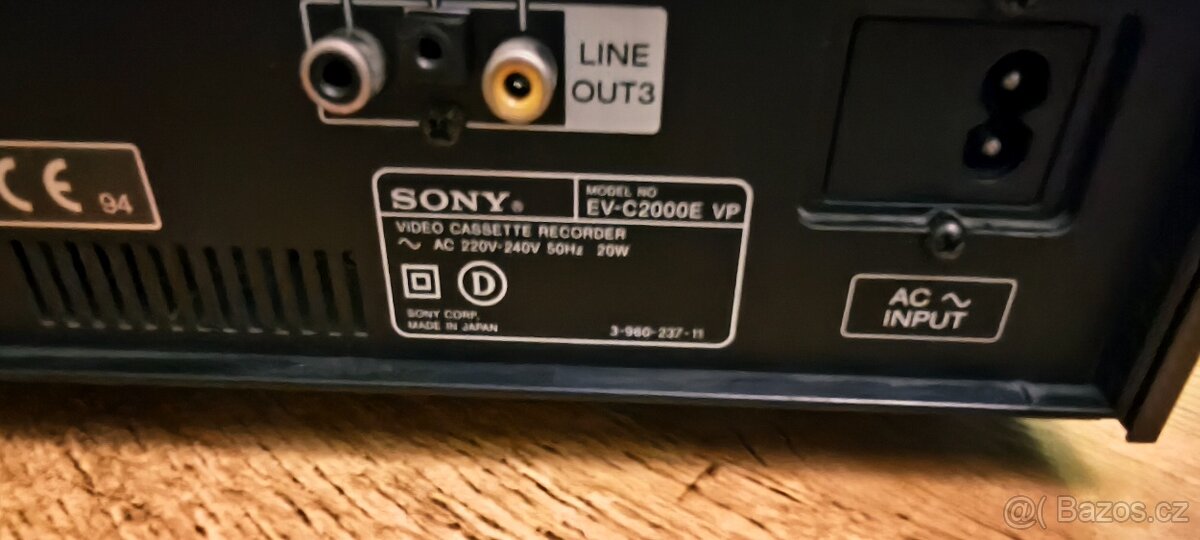 LINE
OUT3
CE 94
SONY®
MODEL NO
EV-C2000E VP
VIDEO CASSETTE RECORDER
～ AC 220V-240V 50Hz 20W
D
SONY CORP.
MADE IN JAPAN
3-960-237-11
AC ～
INPUT
@( Bazos.cz